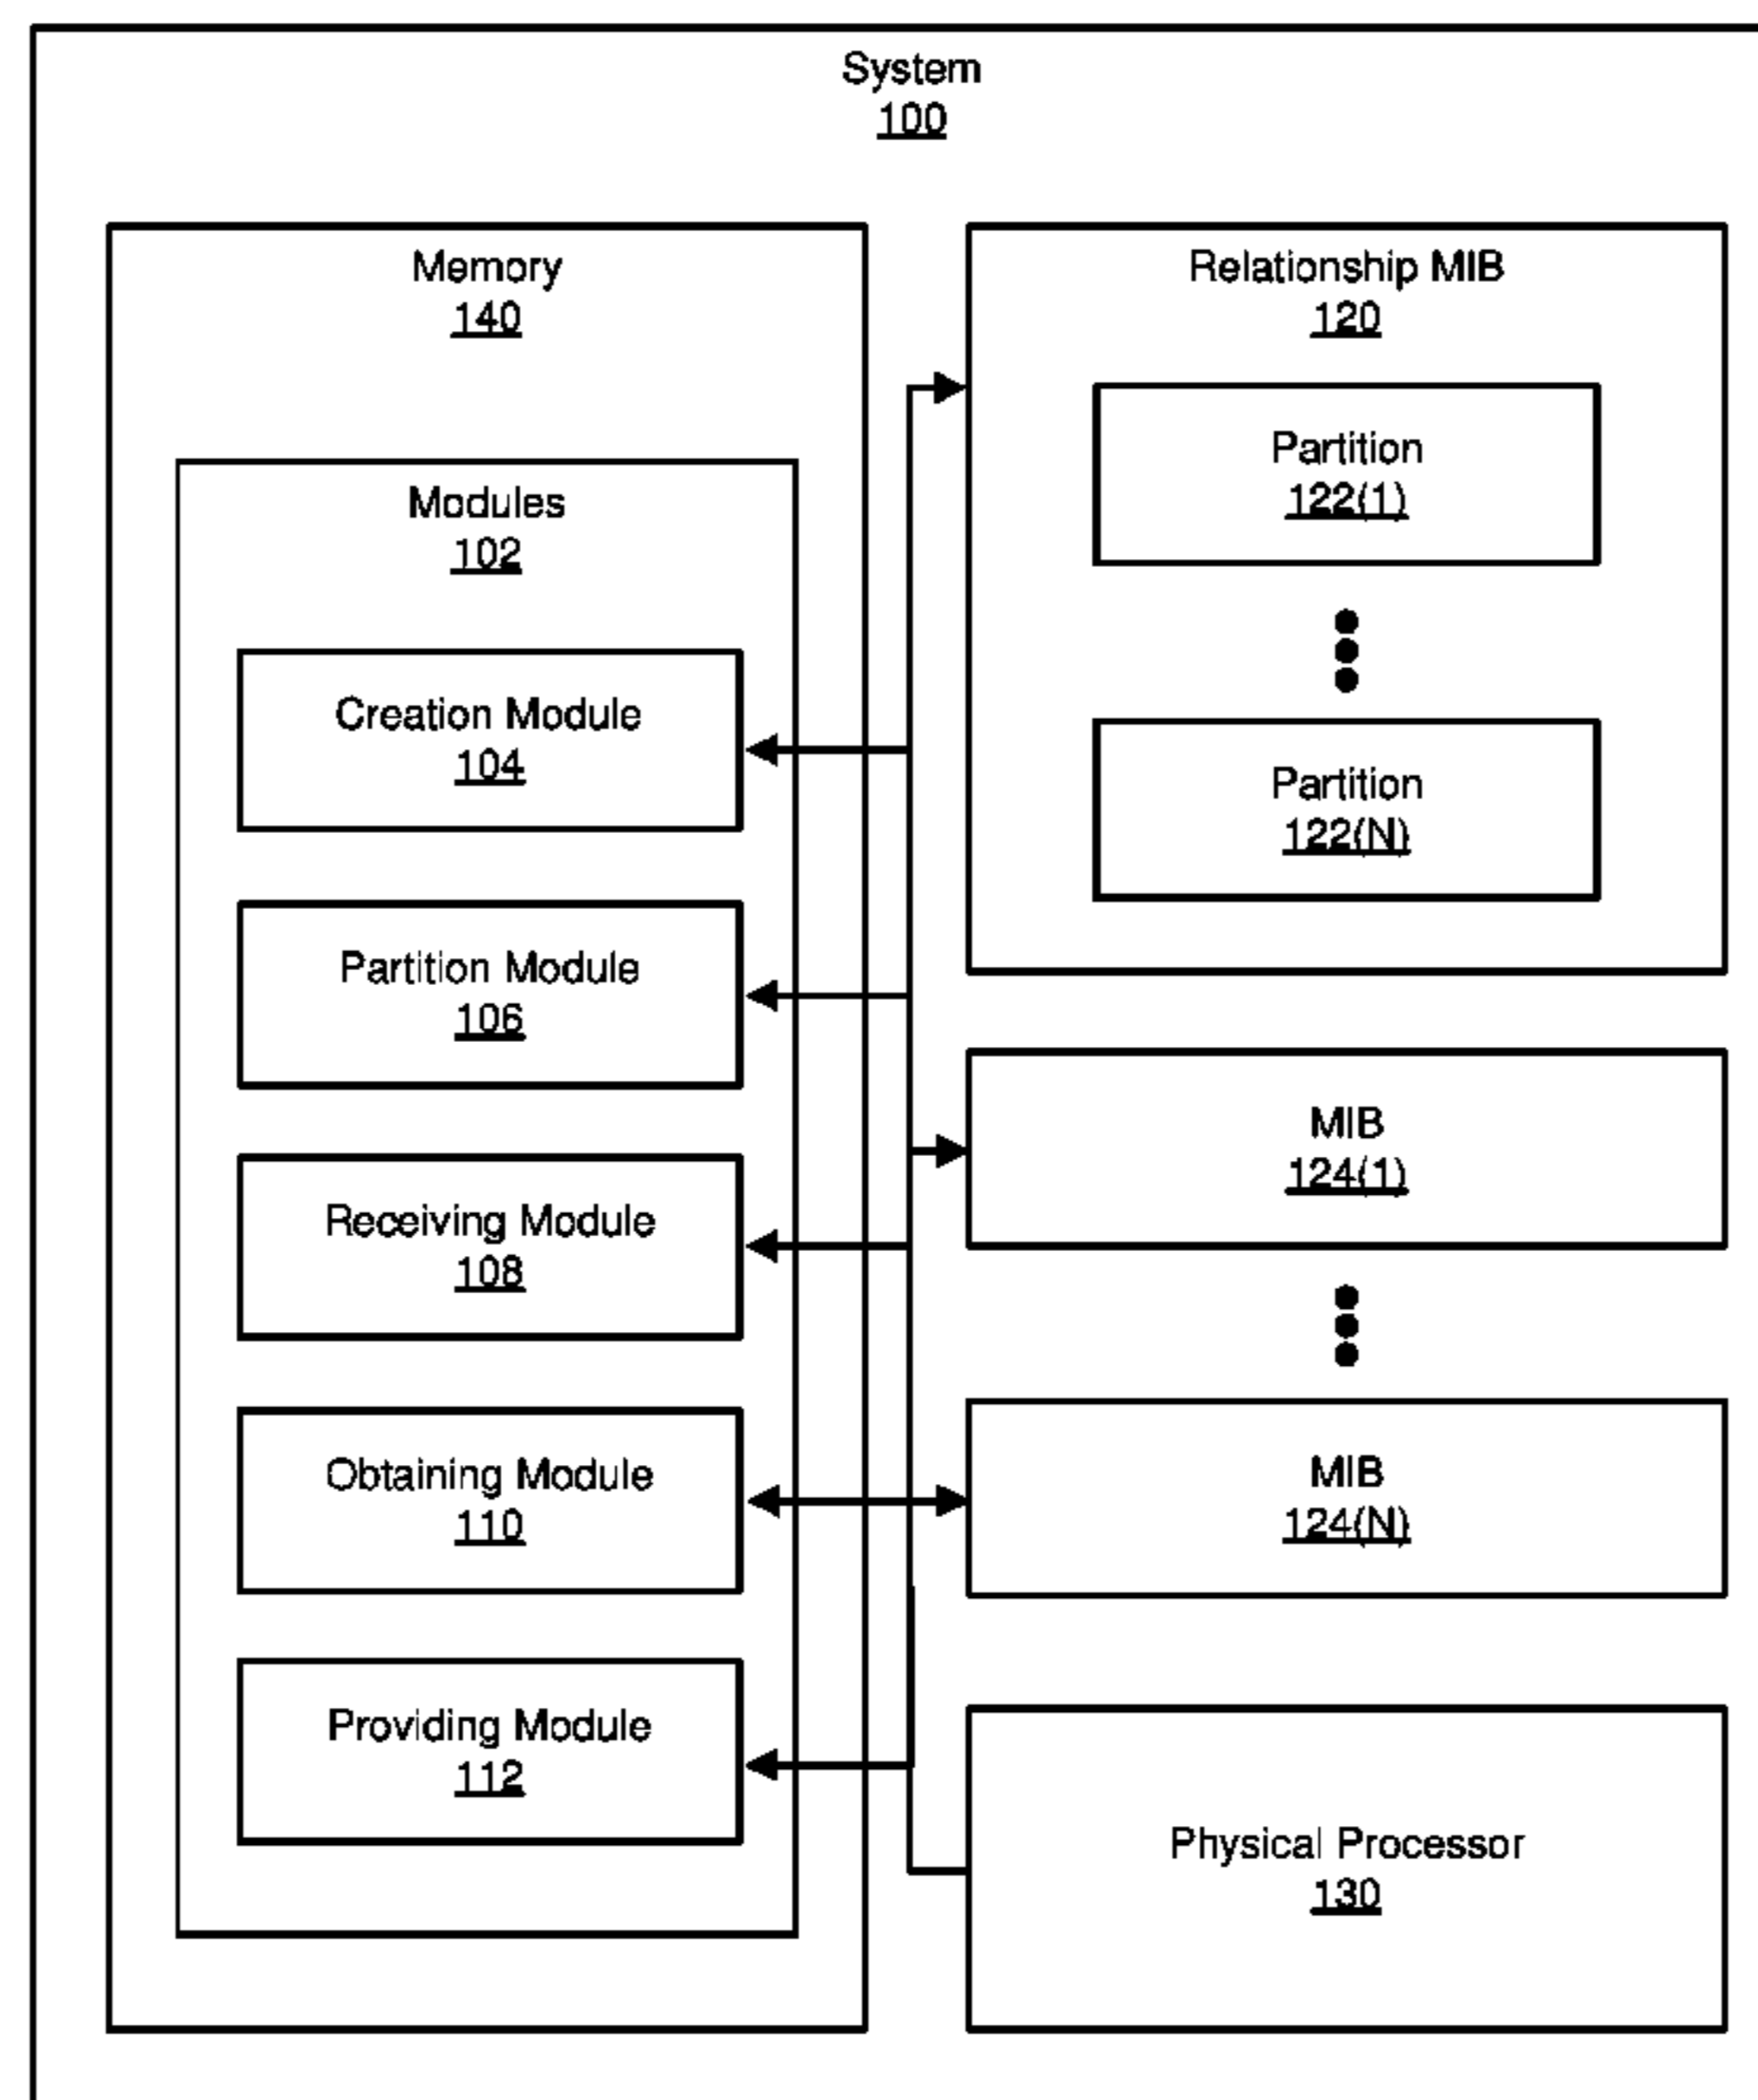 System
100
Memory
140
Modules
102
Creation Module
104
Partition Module
106
Receiving Module
108
Obtaining Module
110
Providing Module
112
Relationship MIB
120
Partition
122(1)
Partition
122(N)
MIB
124(1)
MIB
124(N)
Physical Processor
130